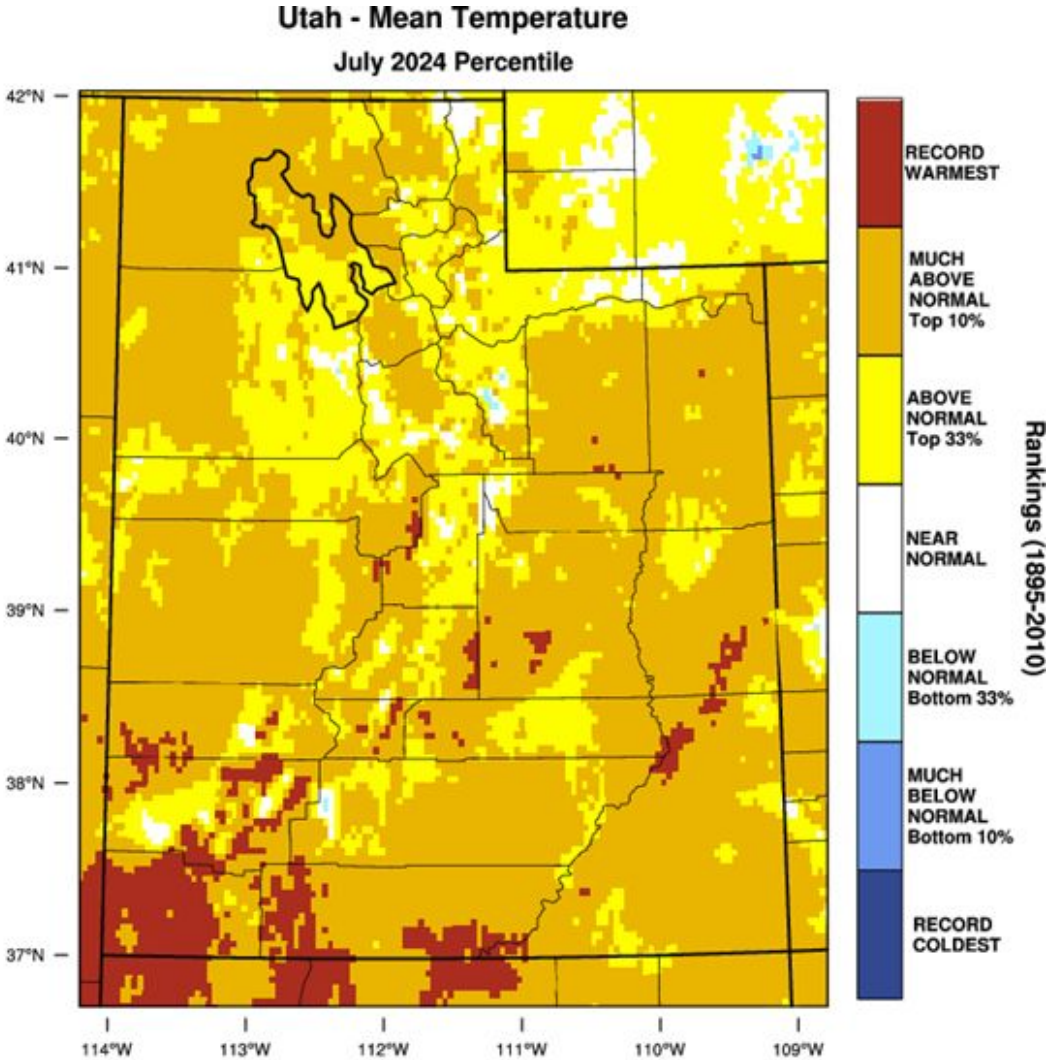 Utah - Mean Temperature
July 2024 Percentile
42°N
41°N
40°N
39°N
38°N
37°N
114°W
113°W
112°W
111°W
110°W
109°W
RECORD
WARMEST
MUCH
ABOVE
NORMAL
Top 10%
ABOVE
NORMAL
Top 33%
NEAR
NORMAL
BELOW
NORMAL
Bottom 33%
MUCH
BELOW
NORMAL
Bottom 10%
RECORD
COLDEST
Rankings (1895-2010)